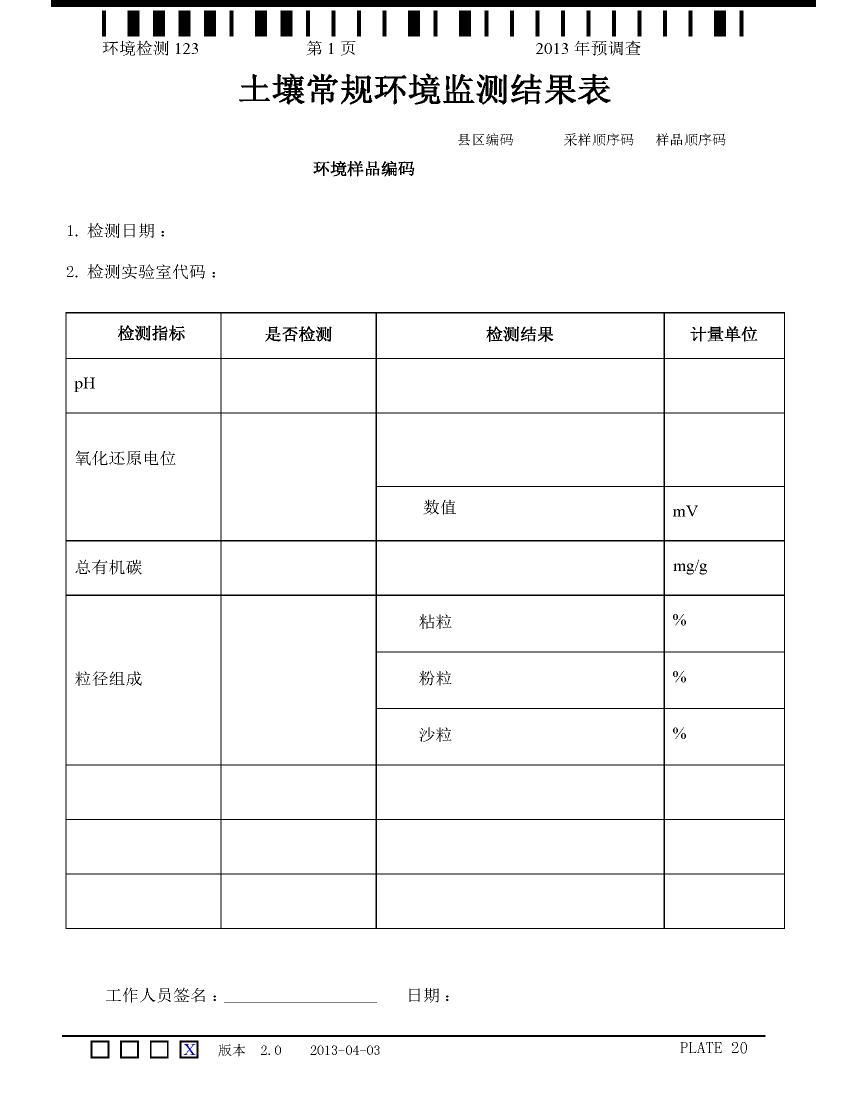 环境检测 123 第 1 页 2013 年预调查
土壤常规环境监测结果表
县区编码 采样顺序码 样品顺序码
环境样品编码
1. 检测日期：
2. 检测实验室代码：
检测指标 是否检测 检测结果 计量单位
pH
氧化还原电位
数值 mV
总有机碳 mg/g
粘粒 %
粒径组成 粉粒 %
沙粒 %
工作人员签名：__________________ 日期：
X 版本 2.0 2013-04-03 PLATE 20